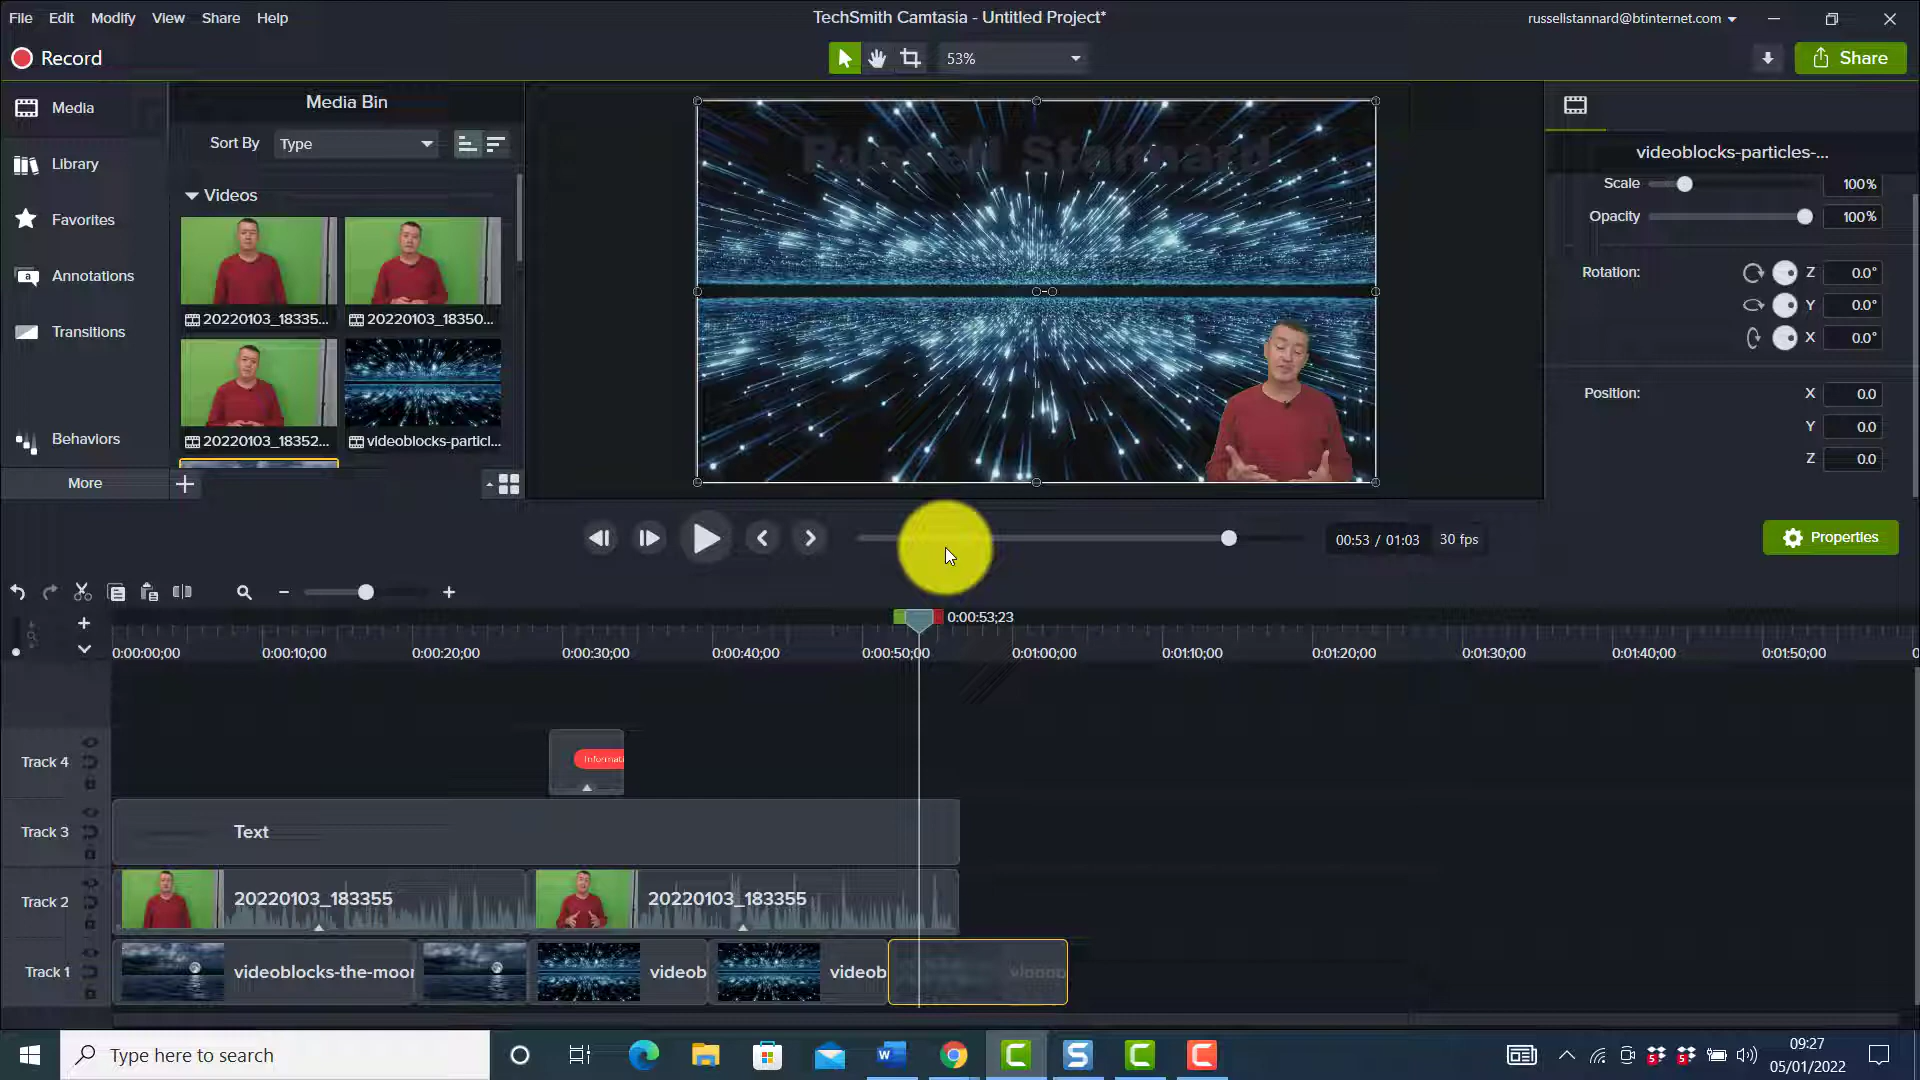 File Edit Modify View Share Help
TechSmith Camtasia - Untitled Project*
russellstannard@btinternet.com
Record
53%
Share
Media
Library
Favorites
Annotations
Transitions
Behaviors
More
Media Bin
Sort By Type
Videos
20220103_18335...
20220103_18350...
20220103_18352...
videoblocks-particl...
Russell Stannard
videoblocks-particles-...
Scale 100%
Opacity 100%
Rotation: Z 0.0°
Y 0.0°
X 0.0°
Position: X 0.0
Y 0.0
Z 0.0
00:53 / 01:03 30 fps
Properties
0:00:53;23
0:00:00;00 0:00:10;00 0:00:20;00 0:00:30;00 0:00:40;00 0:00:50;00 0:01:00;00 0:01:10;00 0:01:20;00 0:01:30;00 0:01:40;00 0:01:50;00 0
Track 4
Informati
Track 3
Text
Track 2
20220103_183355
20220103_183355
Track 1
videoblocks-the-moor
videob
videob
Type here to search
09:27
05/01/2022